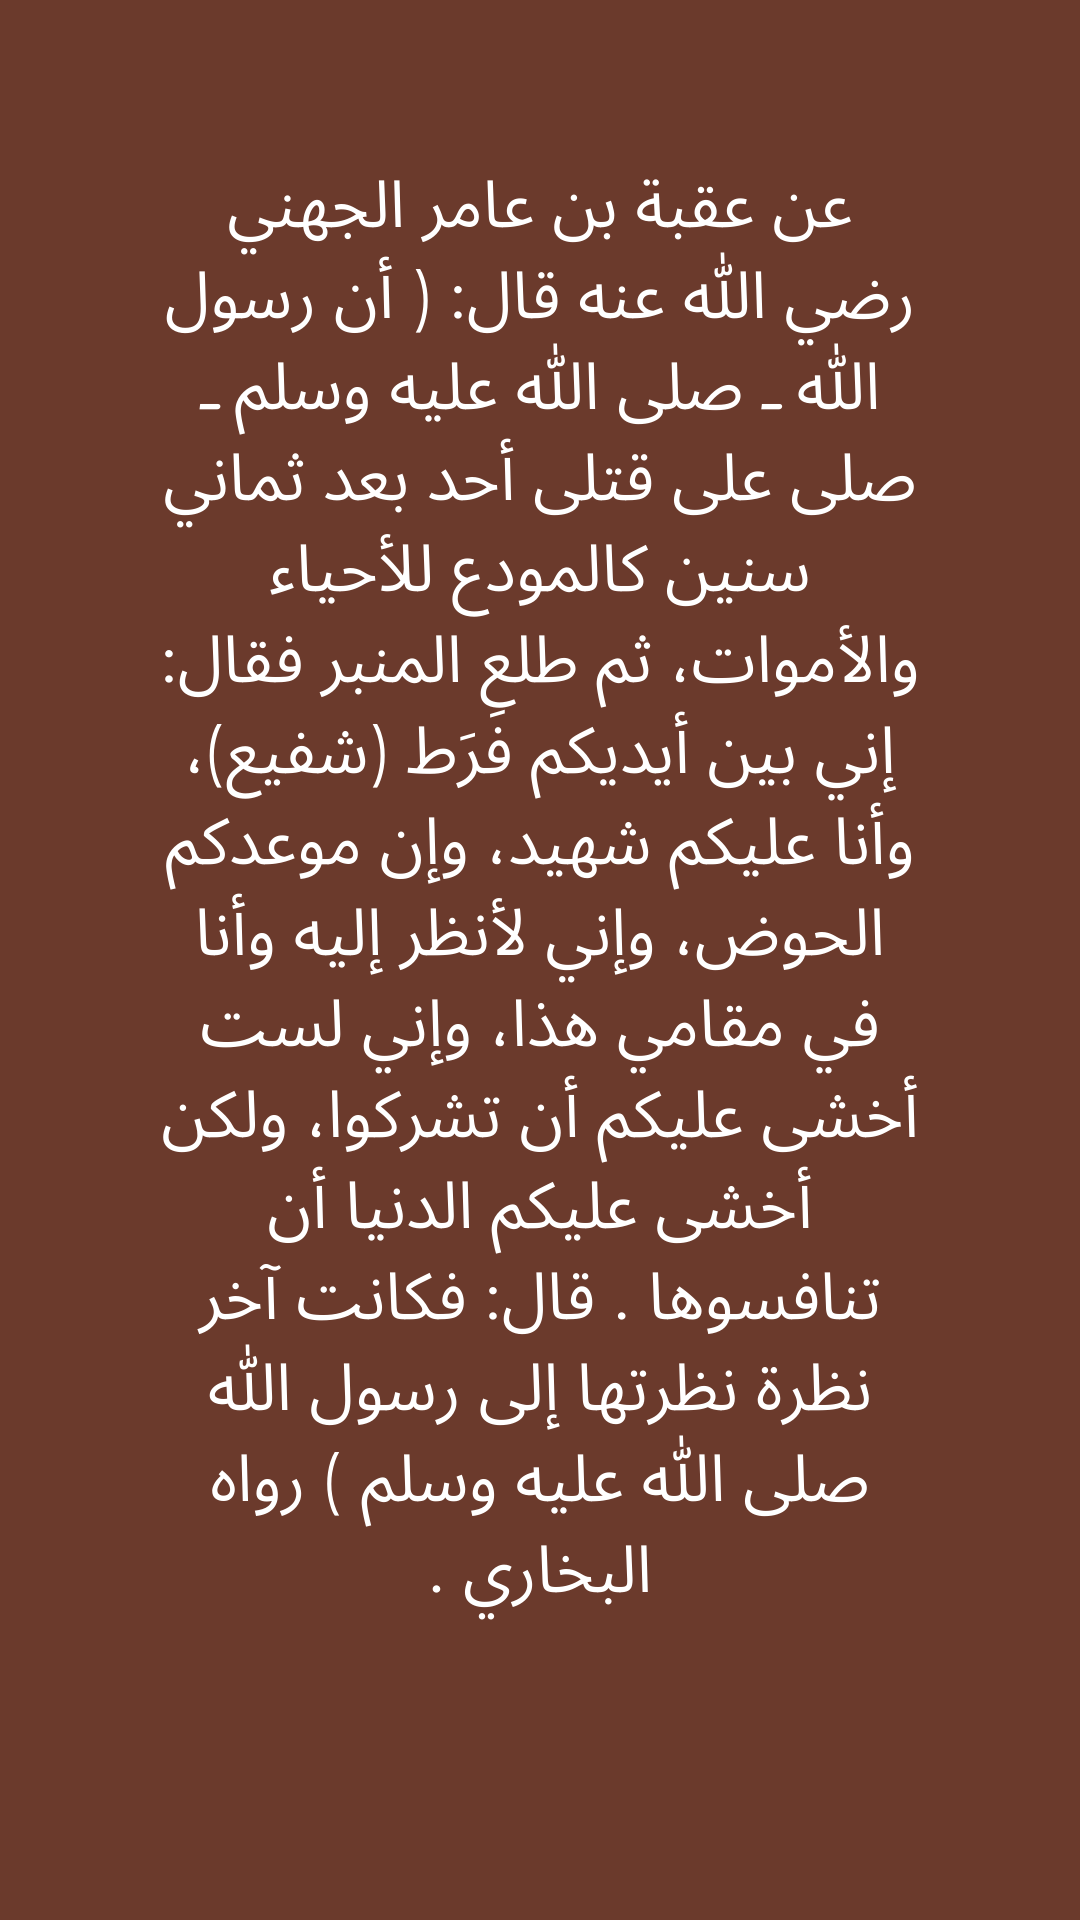 عن عقبة بن عامر الجهني
رضي الله عنه قال: ( أن رسول
الله ـ صلى الله عليه وسلم ـ
صلى على قتلى أحد بعد ثماني
سنين كالمودع للأحياء
والأموات، ثم طلع المنبر فقال:
إني بين أيديكم فَرَطِ (شفيع)،
وأنا عليكم شهيد، وإن موعدكم
الحوض، وإني لأنظر إليه وأنا
في مقامي هذا، وإني لست
أخشى عليكم أن تشركوا، ولكن
أخشى عليكم الدنيا أن
تنافسوها . قال: فكانت آخر
نظرة نظرتها إلى رسول الله
صلى الله عليه وسلم ) رواه
البخاري .